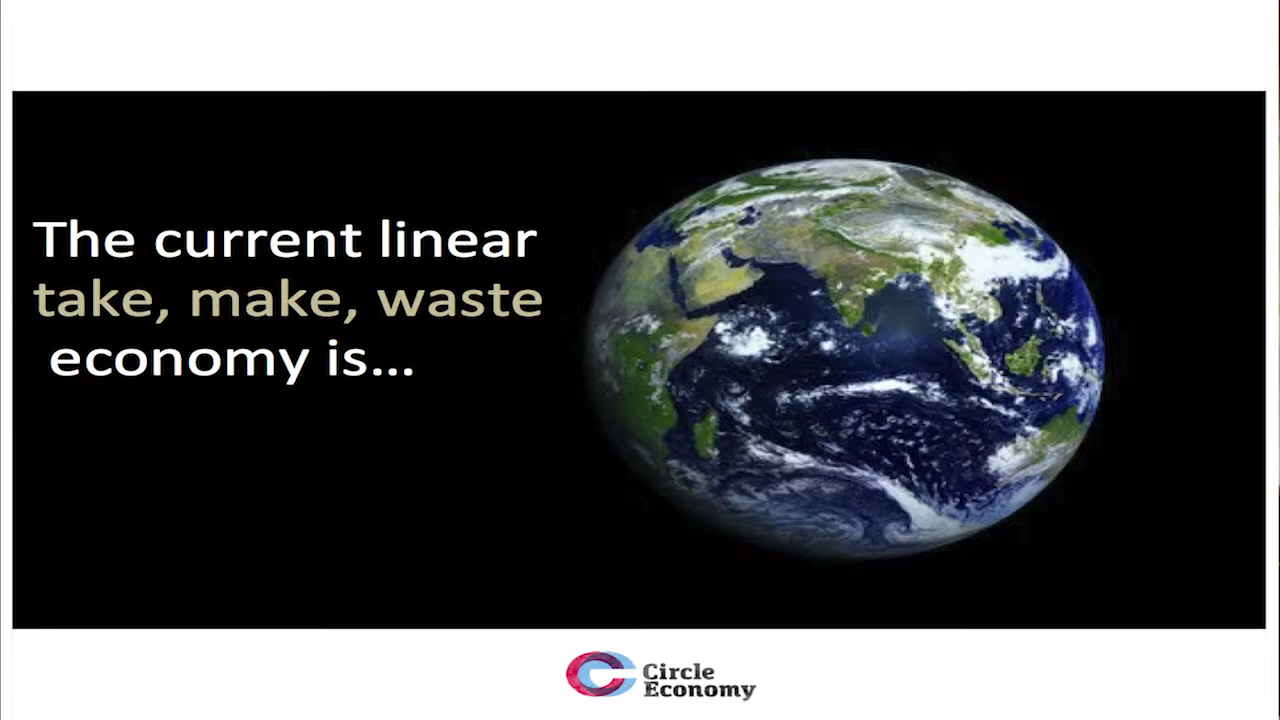 The current linear
take, make, waste
economy is...
Circle
Economy